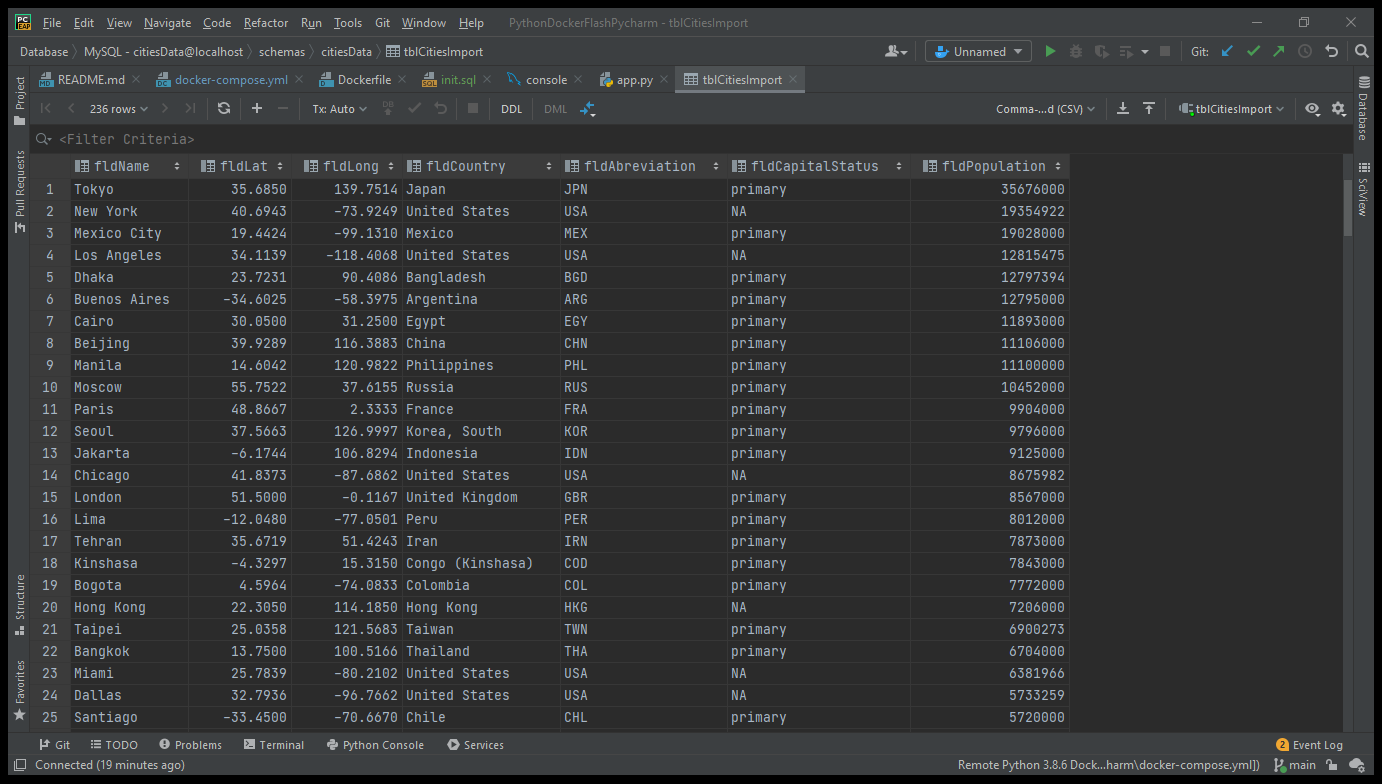 PC EAP File Edit View Navigate Code Refactor Run Tools Git Window Help PythonDockerFlashPycharm - tblCitiesImport
Database MySQL - citiesData@localhost schemas citiesData tblCitiesImport Unnamed Git:
README.md docker-compose.yml Dockerfile init.sql console app.py tblCitiesImport
236 rows Tx: Auto DB DDL DML Comma-...d (CSV) tblCitiesImport
<Filter Criteria>
fldName fldLat fldLong fldCountry fldAbreviation fldCapitalStatus fldPopulation
1 Tokyo 35.6850 139.7514 Japan JPN primary 35676000
2 New York 40.6943 -73.9249 United States USA NA 19354922
3 Mexico City 19.4424 -99.1310 Mexico MEX primary 19028000
4 Los Angeles 34.1139 -118.4068 United States USA NA 12815475
5 Dhaka 23.7231 90.4086 Bangladesh BGD primary 12797394
6 Buenos Aires -34.6025 -58.3975 Argentina ARG primary 12795000
7 Cairo 30.0500 31.2500 Egypt EGY primary 11893000
8 Beijing 39.9289 116.3883 China CHN primary 11106000
9 Manila 14.6042 120.9822 Philippines PHL primary 11100000
10 Moscow 55.7522 37.6155 Russia RUS primary 10452000
11 Paris 48.8667 2.3333 France FRA primary 9904000
12 Seoul 37.5663 126.9997 Korea, South KOR primary 9796000
13 Jakarta -6.1744 106.8294 Indonesia IDN primary 9125000
14 Chicago 41.8373 -87.6862 United States USA NA 8675982
15 London 51.5000 -0.1167 United Kingdom GBR primary 8567000
16 Lima -12.0480 -77.0501 Peru PER primary 8012000
17 Tehran 35.6719 51.4243 Iran IRN primary 7873000
18 Kinshasa -4.3297 15.3150 Congo (Kinshasa) COD primary 7843000
19 Bogota 4.5964 -74.0833 Colombia COL primary 7772000
20 Hong Kong 22.3050 114.1850 Hong Kong HKG NA 7206000
21 Taipei 25.0358 121.5683 Taiwan TWN primary 6900273
22 Bangkok 13.7500 100.5166 Thailand THA primary 6704000
23 Miami 25.7839 -80.2102 United States USA NA 6381966
24 Dallas 32.7936 -96.7662 United States USA NA 5733259
25 Santiago -33.4500 -70.6670 Chile CHL primary 5720000
Project
Pull Requests
Structure
Favorites
Database
SciView
Git TODO Problems Terminal Python Console Services 2 Event Log
Connected (19 minutes ago) Remote Python 3.8.6 Dock...harm\docker-compose.yml]) main